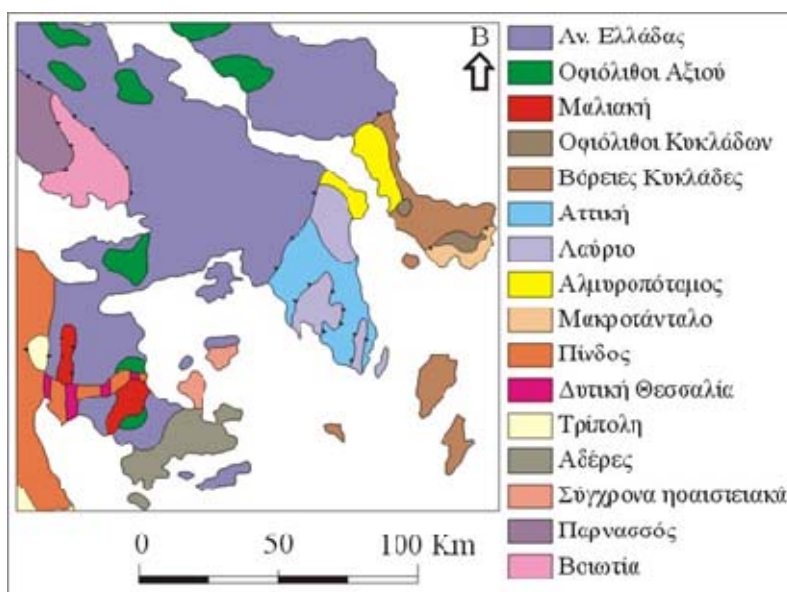 Β
Αν. Ελλάδας
Οφιόλιθοι Αξιού
Μαλιακή
Οφιόλιθοι Κυκλάδων
Βόρειες Κυκλάδες
Αττική
Λαύριο
Αλμυροπόταμος
Μακροτάνταλο
Πίνδος
Δυτική Θεσσαλία
Τρίπολη
Αδέρες
Σύγχρονα ηφαιστειακά
Παρνασσός
Βοιωτία
0 50 100 Km